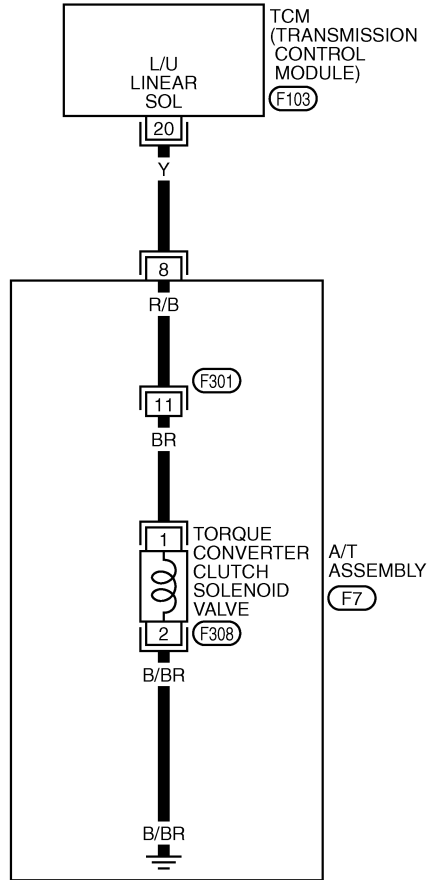 TCM
(TRANSMISSION
CONTROL
MODULE)
F103
L/U
LINEAR
SOL
20
Y
8
R/B
F301
11
BR
1
TORQUE
CONVERTER
CLUTCH
SOLENOID
VALVE
A/T
ASSEMBLY
F7
2
F308
B/BR
B/BR